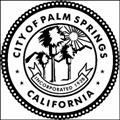 CITY OF PALM SPRINGS
INCORPORATED 1938
CALIFORNIA